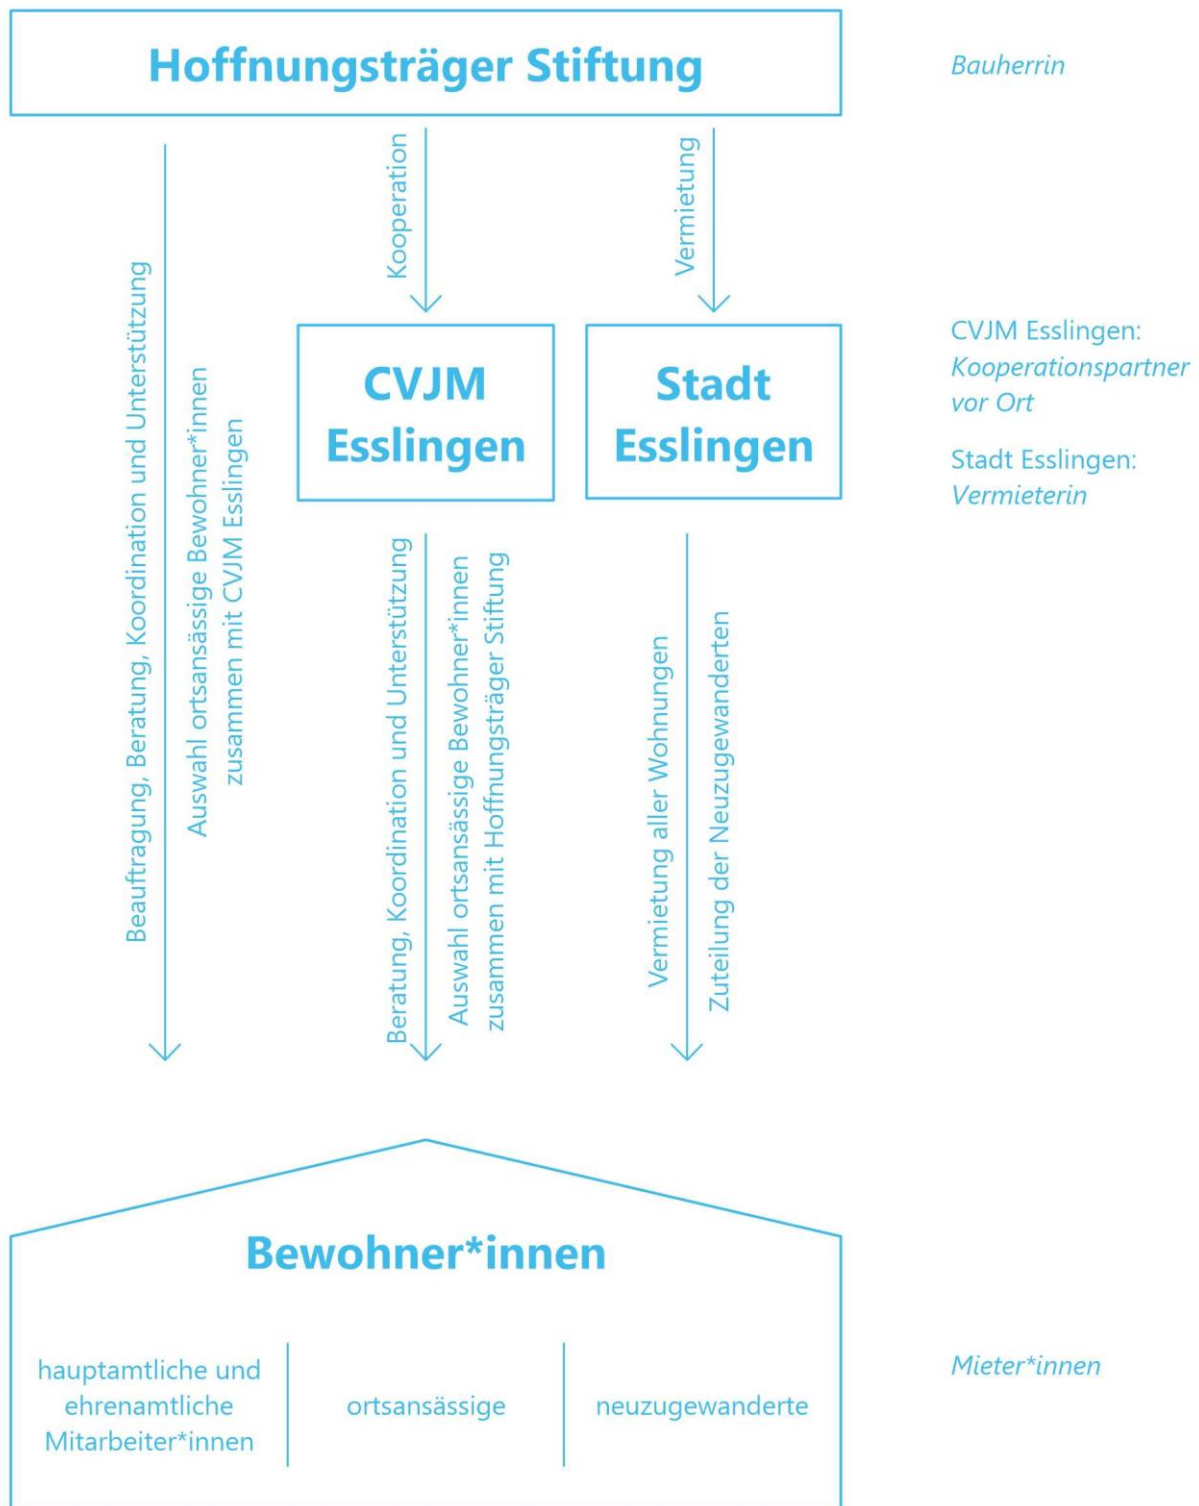 Hoffnungsträger Stiftung
Bauherrin
Kooperation
Vermietung
Beauftragung, Beratung, Koordination und Unterstützung
Auswahl ortsansässige Bewohner*innen
zusammen mit CVJM Esslingen
CVJM
Esslingen
Stadt
Esslingen
CVJM Esslingen:
Kooperationspartner
vor Ort
Stadt Esslingen:
Vermieterin
Beratung, Koordination und Unterstützung
Auswahl ortsansässige Bewohner*innen
zusammen mit Hoffnungsträger Stiftung
Vermietung aller Wohnungen
Zuteilung der Neuzugewanderten
Bewohner*innen
hauptamtliche und
ehrenamtliche
Mitarbeiter*innen
ortsansässige
neuzugewanderte
Mieter*innen